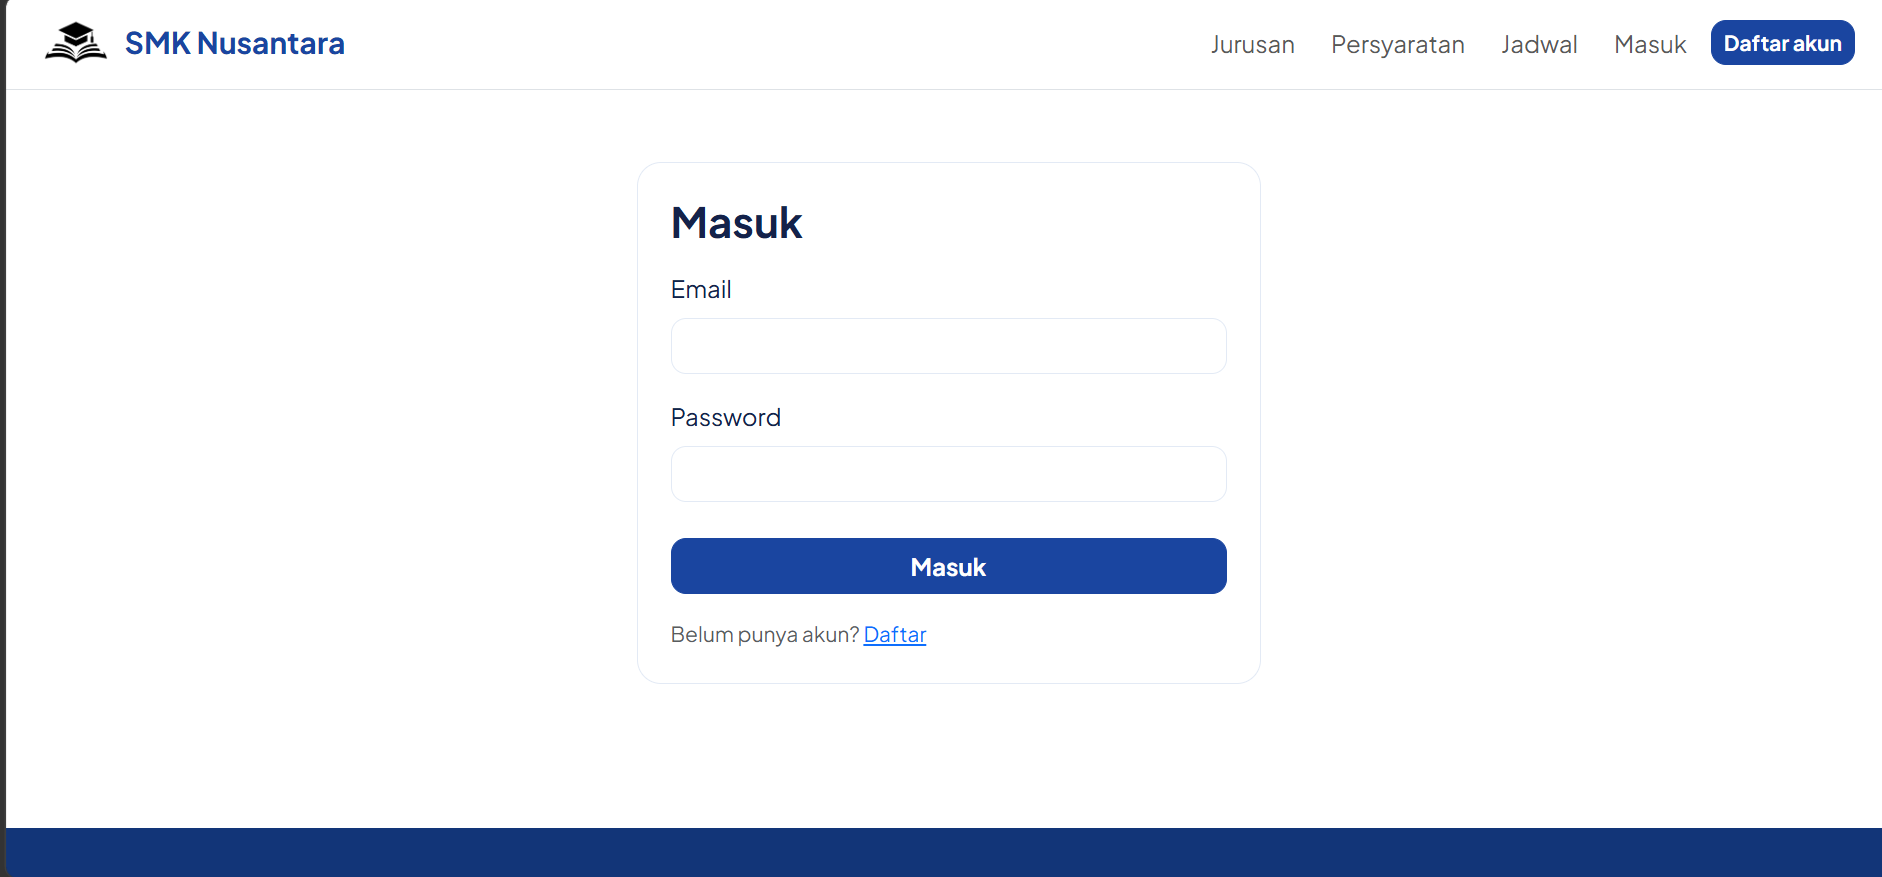 SMK Nusantara
Jurusan Persyaratan Jadwal Masuk Daftar akun
Masuk
Email
Password
Masuk
Belum punya akun? Daftar